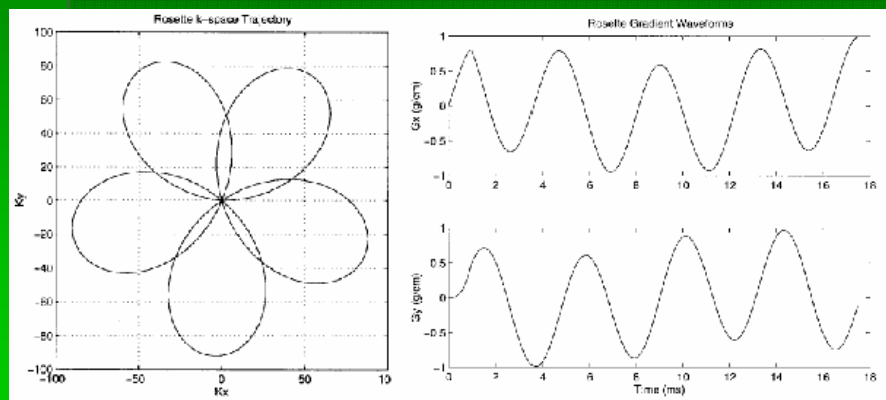 Rosette k-space Trajectory
100
80
60
40
20
0
-20
-40
-60
-80
-100
-100
-50
0
50
10
Ky
Kx
Rosette Gradient Waveforms
1
0.5
0
-0.5
-1
0 2 4 6 8 10 12 14 16 18
Gx (g/cm)
1
0.5
0
-0.5
-1
0 2 4 6 8 10 12 14 16 18
Gy (g/cm)
Time (ms)